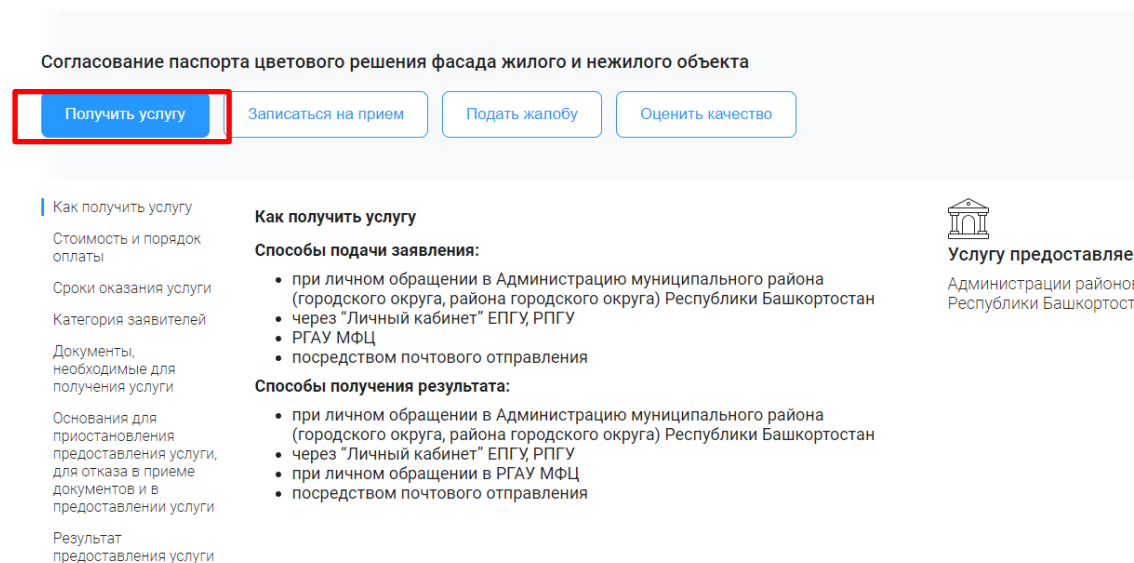 Согласование паспорта цветового решения фасада жилого и нежилого объекта
Получить услугу
Записаться на прием
Подать жалобу
Оценить качество
Как получить услугу
Стоимость и порядок
оплаты
Сроки оказания услуги
Категория заявителей
Документы,
необходимые для
получения услуги
Основания для
приостановления
предоставления услуги,
для отказа в приеме
документов и в
предоставлении услуги
Результат
предоставления услуги
Как получить услугу
Способы подачи заявления:
• при личном обращении в Администрацию муниципального района
(городского округа, района городского округа) Республики Башкортостан
• через “Личный кабинет” ЕПГУ, РПГУ
• РГАУ МФЦ
• посредством почтового отправления
Способы получения результата:
• при личном обращении в Администрацию муниципального района
(городского округа, района городского округа) Республики Башкортостан
• через “Личный кабинет” ЕПГУ, РПГУ
• при личном обращении в РГАУ МФЦ
• посредством почтового отправления
Услугу предоставляе
Администрации районов
Республики Башкортост